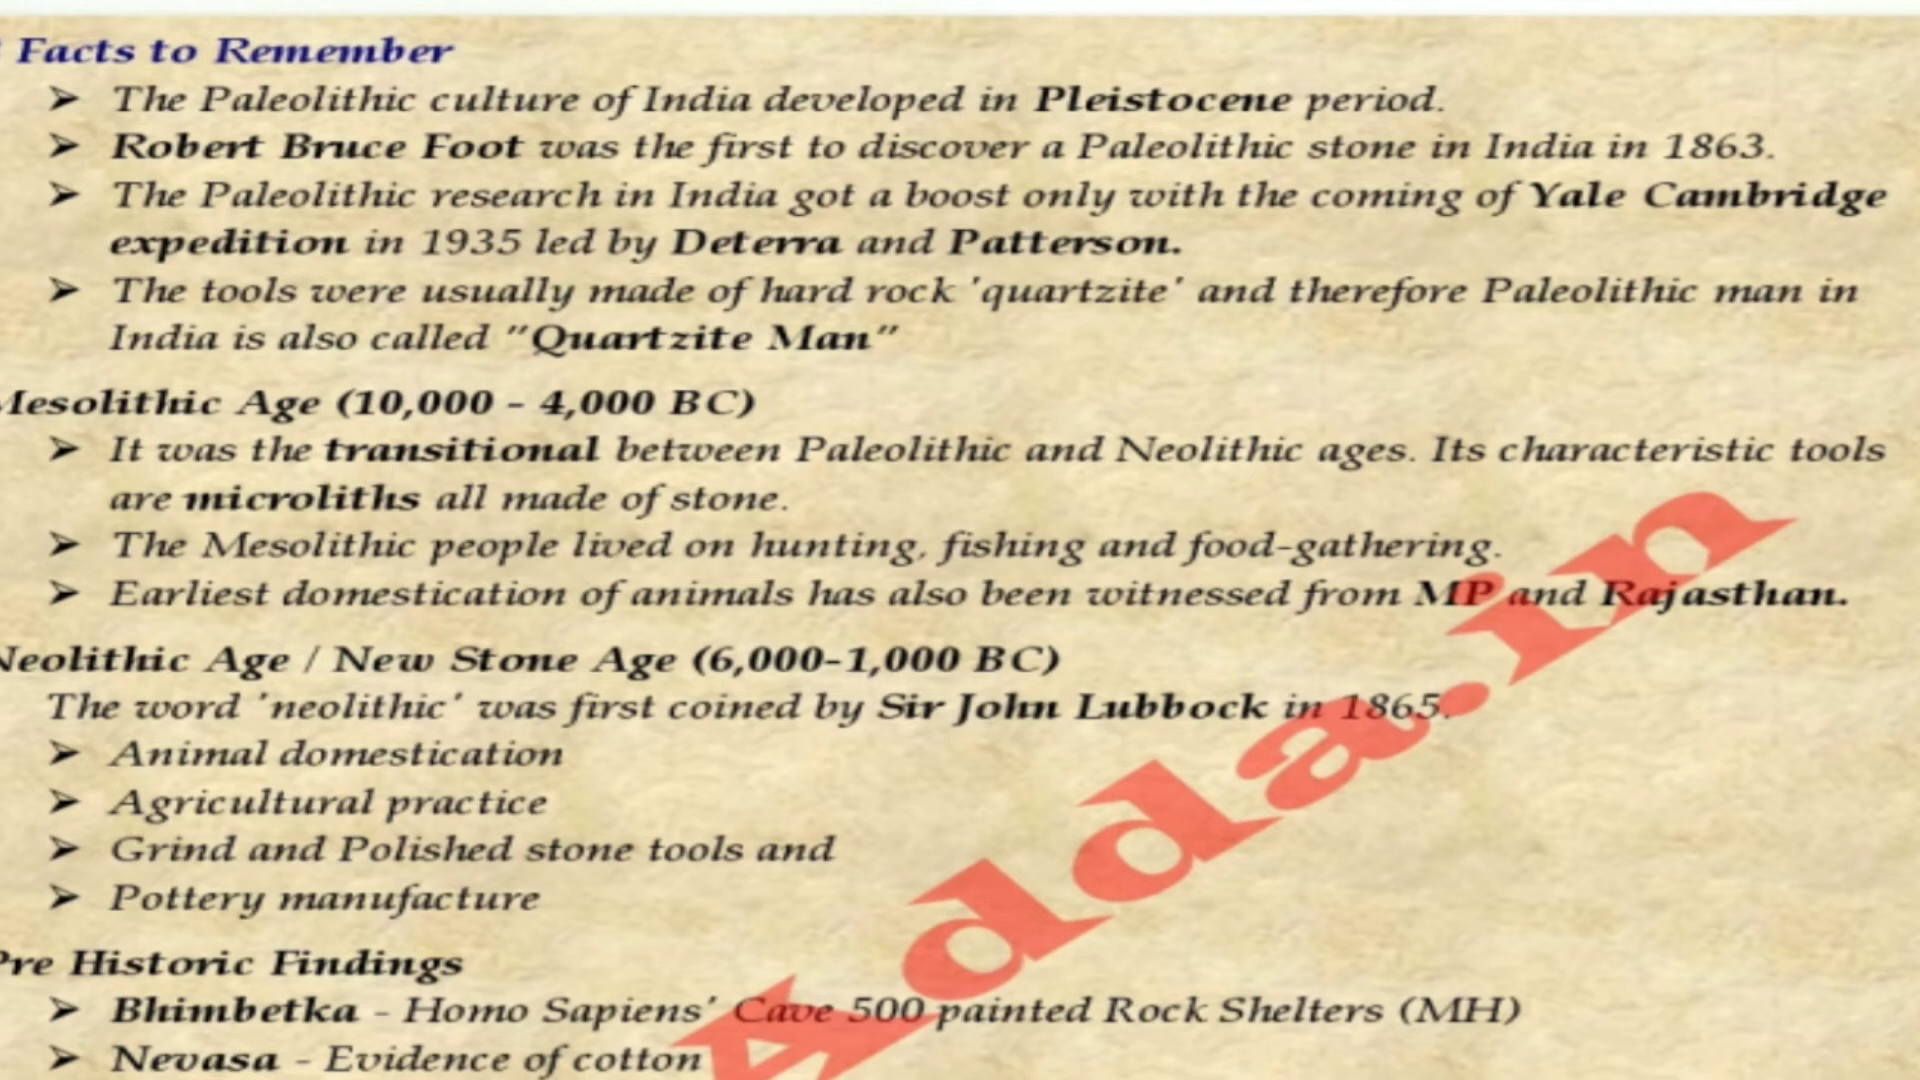 Facts to Remember
➢ The Paleolithic culture of India developed in Pleistocene period.
➢ Robert Bruce Foot was the first to discover a Paleolithic stone in India in 1863.
➢ The Paleolithic research in India got a boost only with the coming of Yale Cambridge
expedition in 1935 led by Deterra and Patterson.
➢ The tools were usually made of hard rock 'quartzite' and therefore Paleolithic man in
India is also called "Quartzite Man"
Mesolithic Age (10,000 - 4,000 BC)
➢ It was the transitional between Paleolithic and Neolithic ages. Its characteristic tools
are microliths all made of stone.
➢ The Mesolithic people lived on hunting, fishing and food-gathering.
➢ Earliest domestication of animals has also been witnessed from MP and Rajasthan.
Neolithic Age / New Stone Age (6,000-1,000 BC)
The word 'neolithic' was first coined by Sir John Lubbock in 1865.
➢ Animal domestication
➢ Agricultural practice
➢ Grind and Polished stone tools and
➢ Pottery manufacture
Pre Historic Findings
➢ Bhimbetka - Homo Sapiens' Cave 500 painted Rock Shelters (MH)
➢ Nevasa - Evidence of cotton
Adda.in